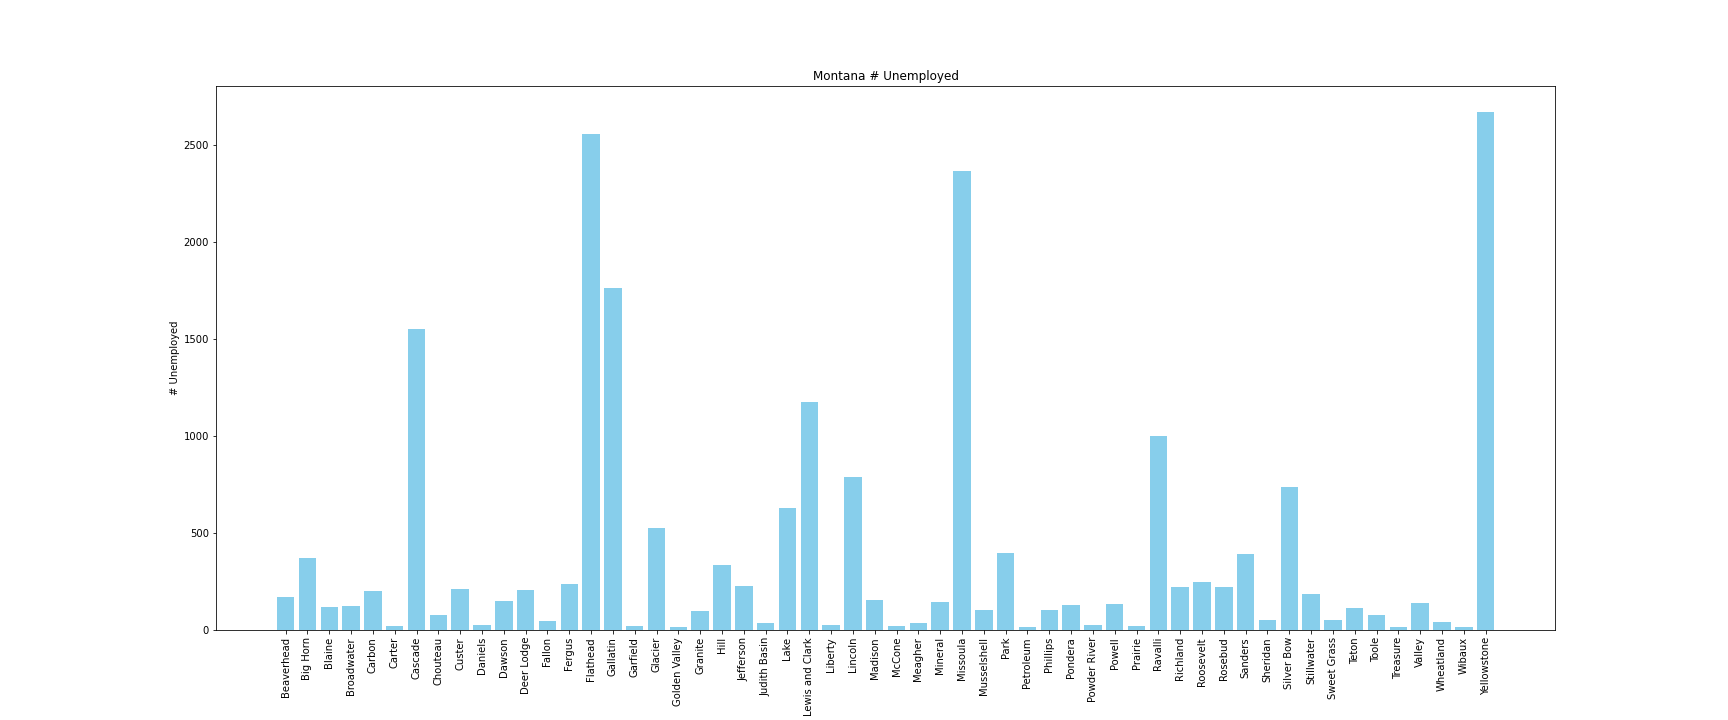 Montana # Unemployed
# Unemployed
2500
2000
1500
1000
500
0
Beaverhead
Big Horn
Blaine
Broadwater
Carbon
Carter
Cascade
Chouteau
Custer
Daniels
Dawson
Deer Lodge
Fallon
Fergus
Flathead
Gallatin
Garfield
Glacier
Golden Valley
Granite
Hill
Jefferson
Judith Basin
Lake
Lewis and Clark
Liberty
Lincoln
Madison
McCone
Meagher
Mineral
Missoula
Musselshell
Park
Petroleum
Phillips
Pondera
Powder River
Powell
Prairie
Ravalli
Richland
Roosevelt
Rosebud
Sanders
Sheridan
Silver Bow
Stillwater
Sweet Grass
Teton
Toole
Treasure
Valley
Wheatland
Wibaux
Yellowstone